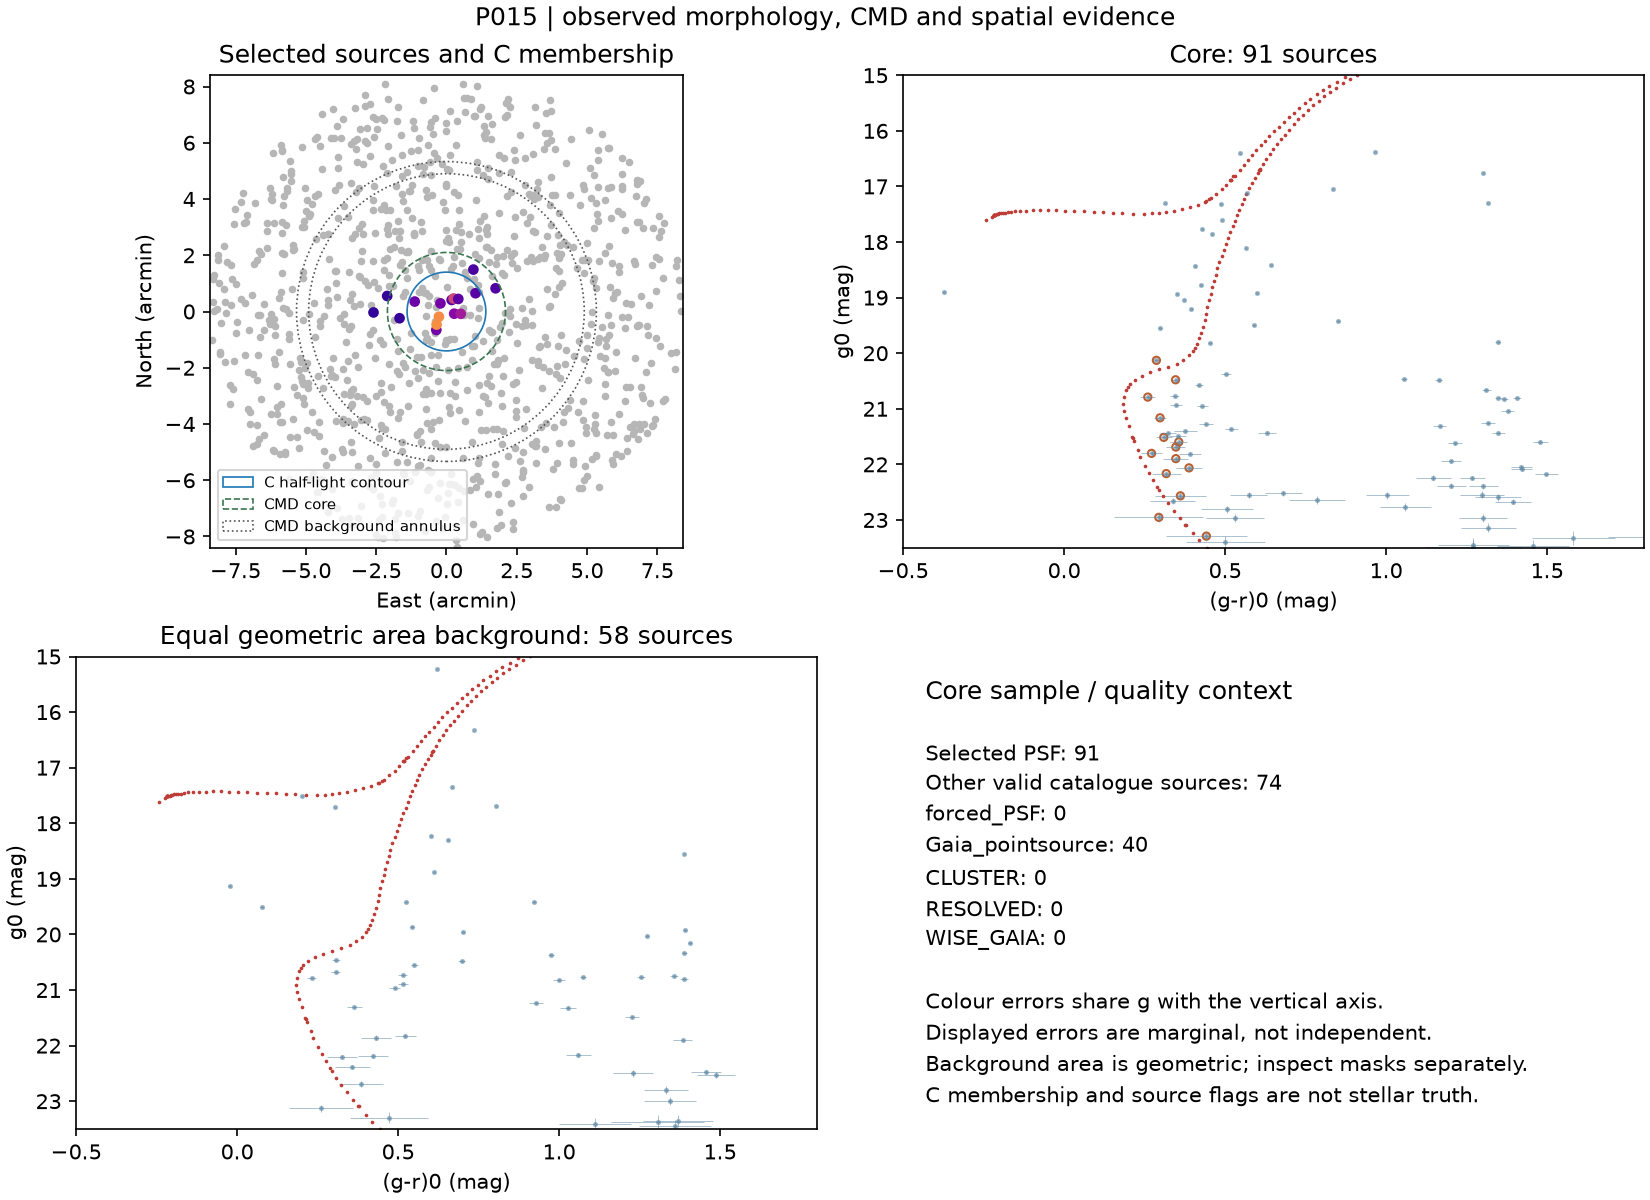 P015 | observed morphology, CMD and spatial evidence
Selected sources and C membership
8
6
4
2
0
−2
−4
−6
−8
North (arcmin)
C half-light contour
CMD core
CMD background annulus
−7.5 −5.0 −2.5 0.0 2.5 5.0 7.5
East (arcmin)
Core: 91 sources
15
16
17
18
19
20
21
22
23
g0 (mag)
−0.5 0.0 0.5 1.0 1.5
(g-r)0 (mag)
Equal geometric area background: 58 sources
15
16
17
18
19
20
21
22
23
g0 (mag)
−0.5 0.0 0.5 1.0 1.5
(g-r)0 (mag)
Core sample / quality context
Selected PSF: 91
Other valid catalogue sources: 74
forced_PSF: 0
Gaia_pointsource: 40
CLUSTER: 0
RESOLVED: 0
WISE_GAIA: 0
Colour errors share g with the vertical axis.
Displayed errors are marginal, not independent.
Background area is geometric; inspect masks separately.
C membership and source flags are not stellar truth.